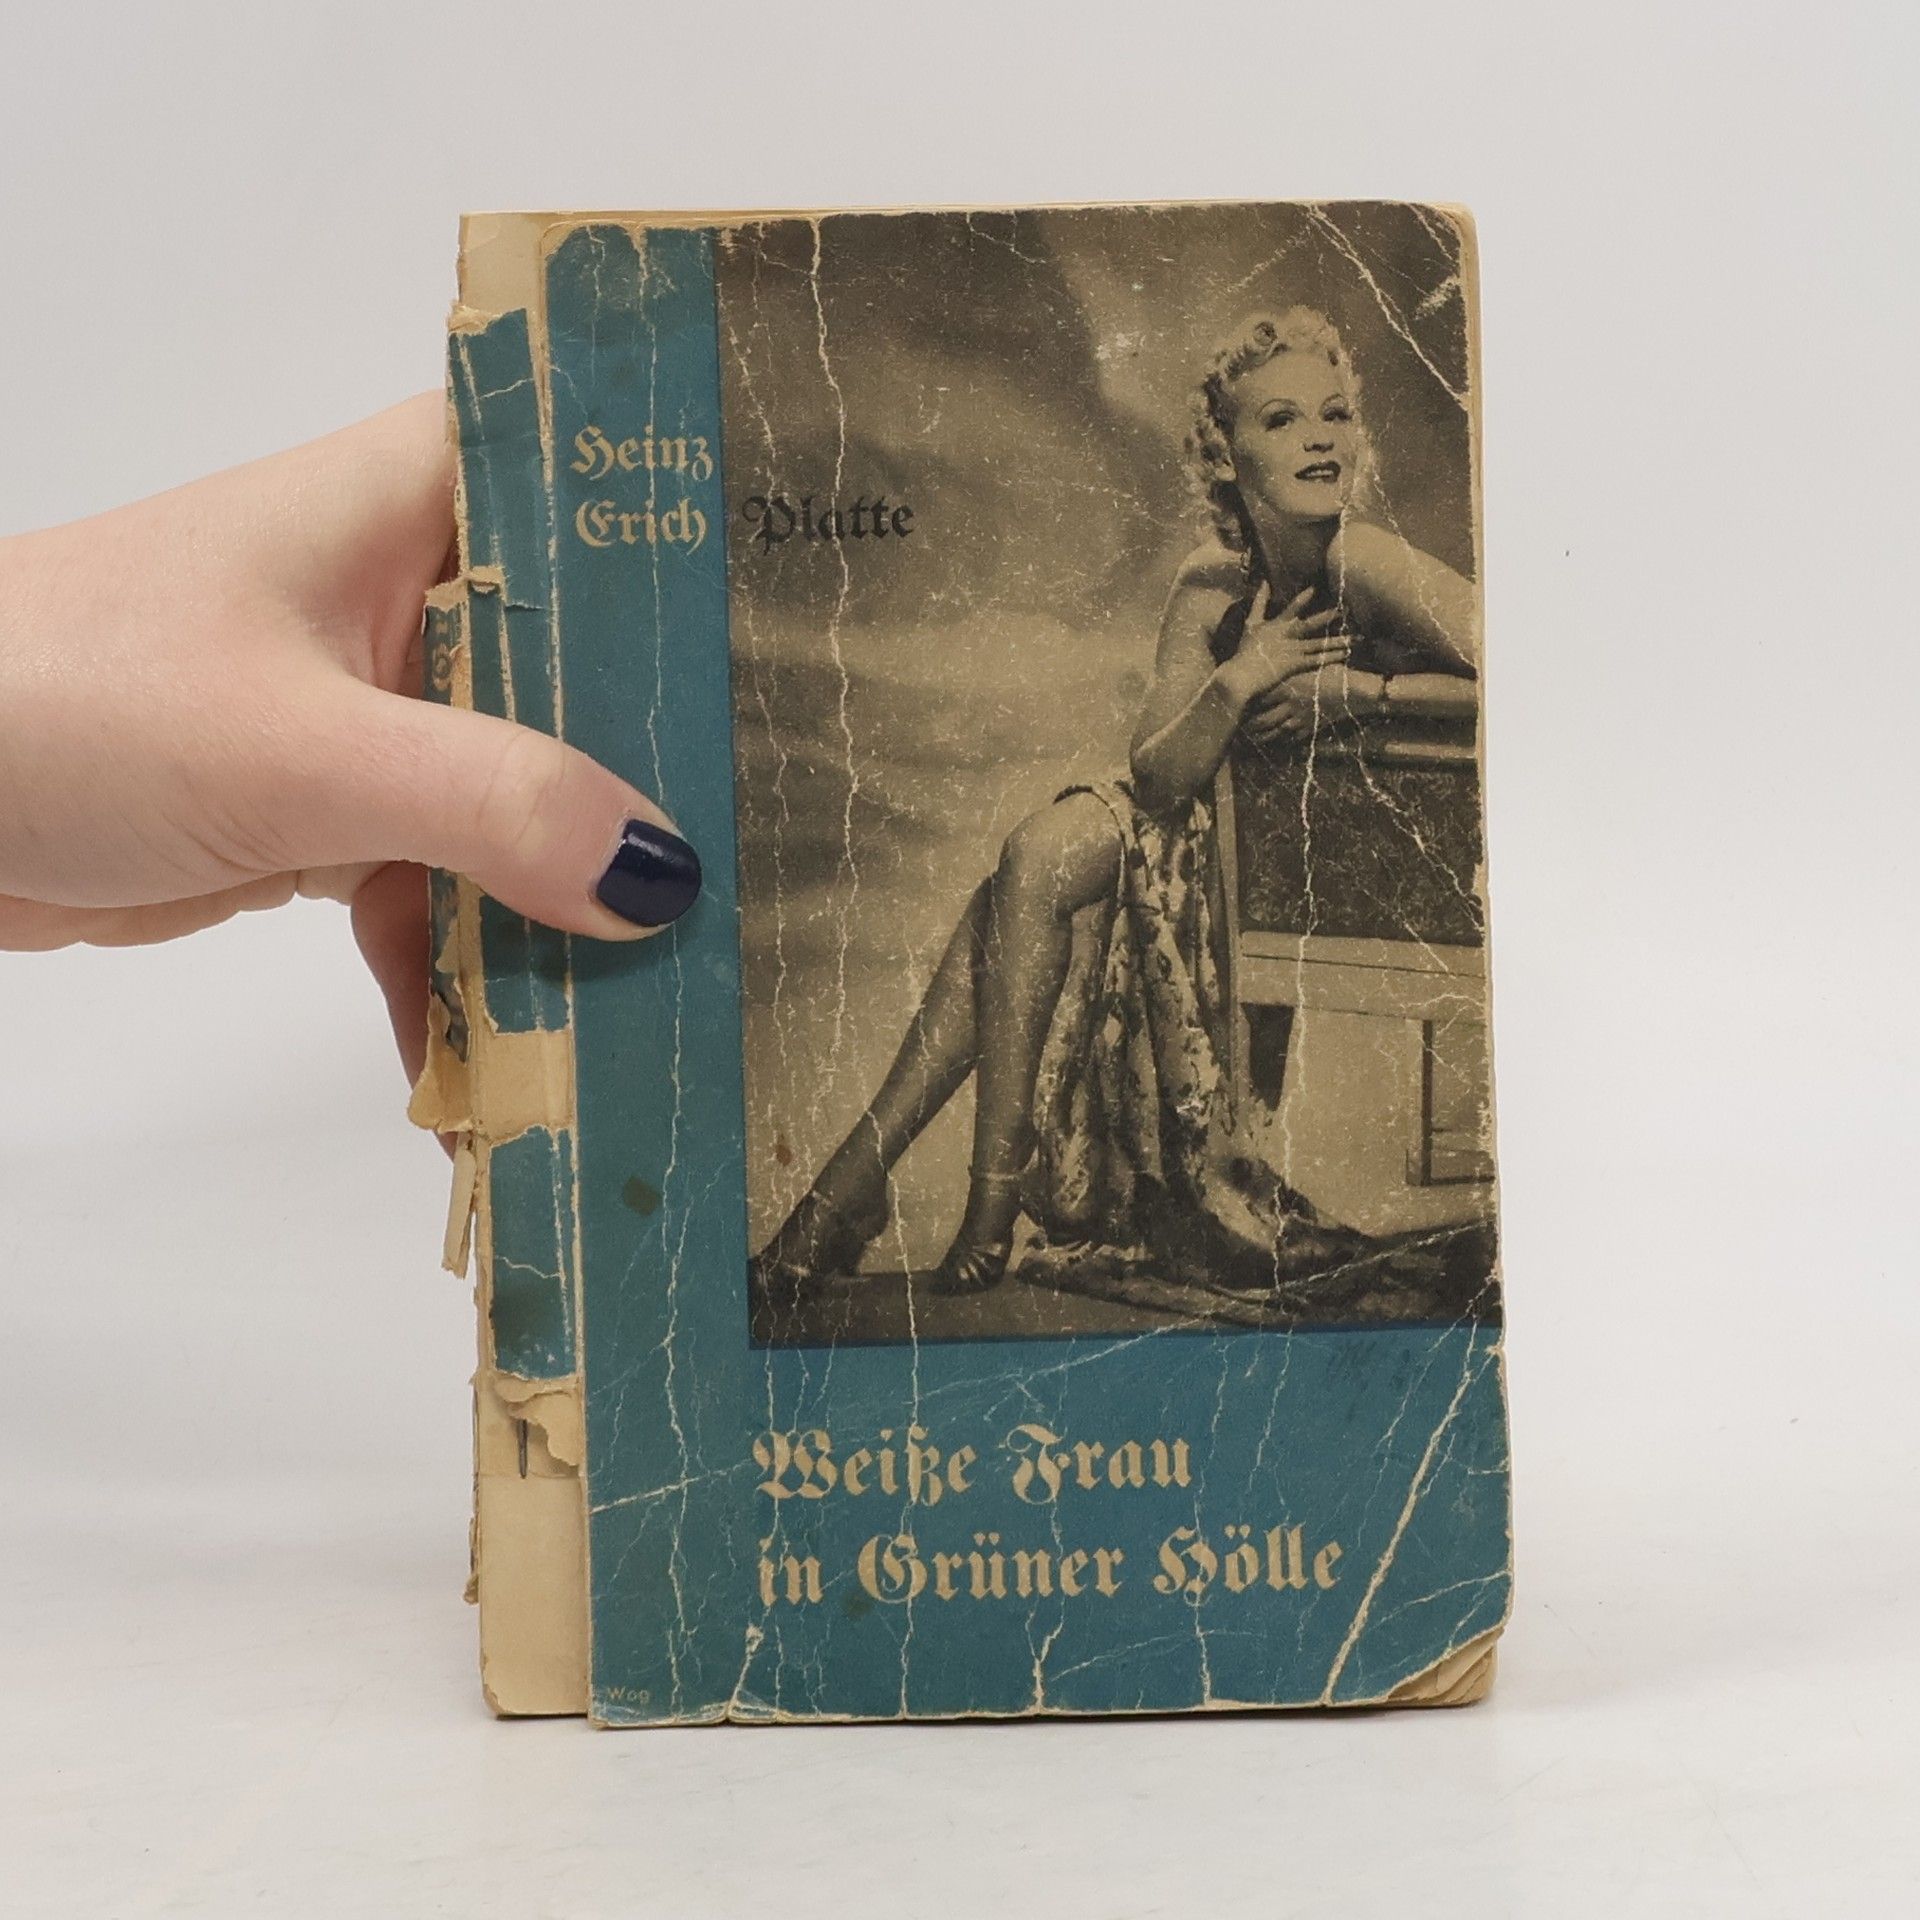 Heinz
Erich Platte
Weiße Frau
in Grüner Hölle
Wog